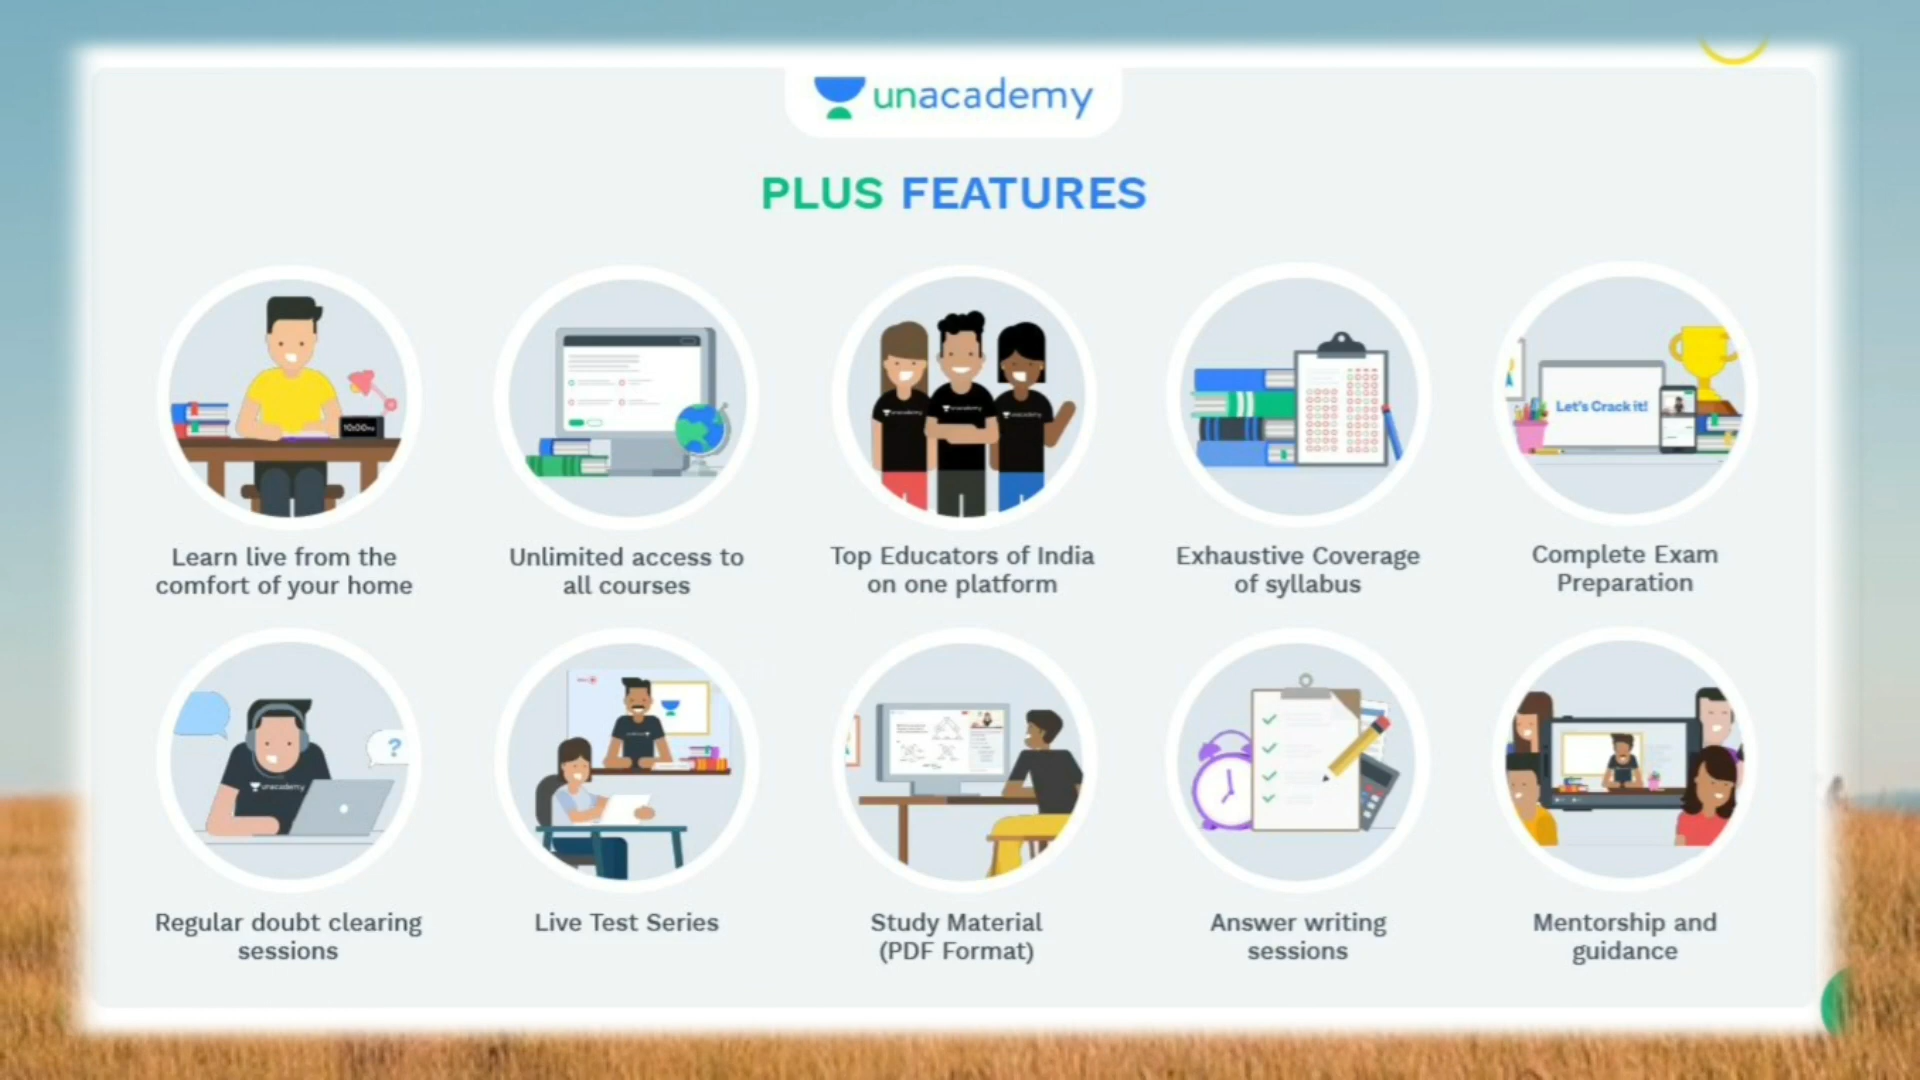 unacademy
PLUS FEATURES
Learn live from the
comfort of your home
Unlimited access to
all courses
Top Educators of India
on one platform
Exhaustive Coverage
of syllabus
Let's Crack it!
Complete Exam
Preparation
Regular doubt clearing
sessions
?
unacademy
Live Test Series
Study Material
(PDF Format)
Answer writing
sessions
Mentorship and
guidance